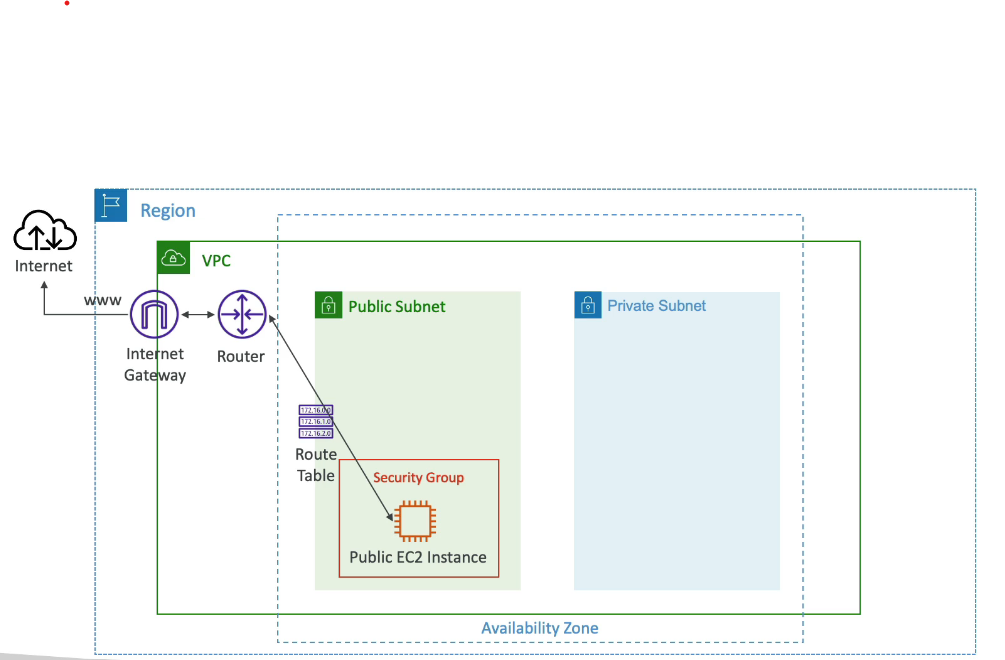 Region
Internet
VPC
www
Public Subnet
Private Subnet
Internet
Gateway
Router
172.16.0.0
172.16.1.0
172.16.2.0
Route
Table
Security Group
Public EC2 Instance
Availability Zone